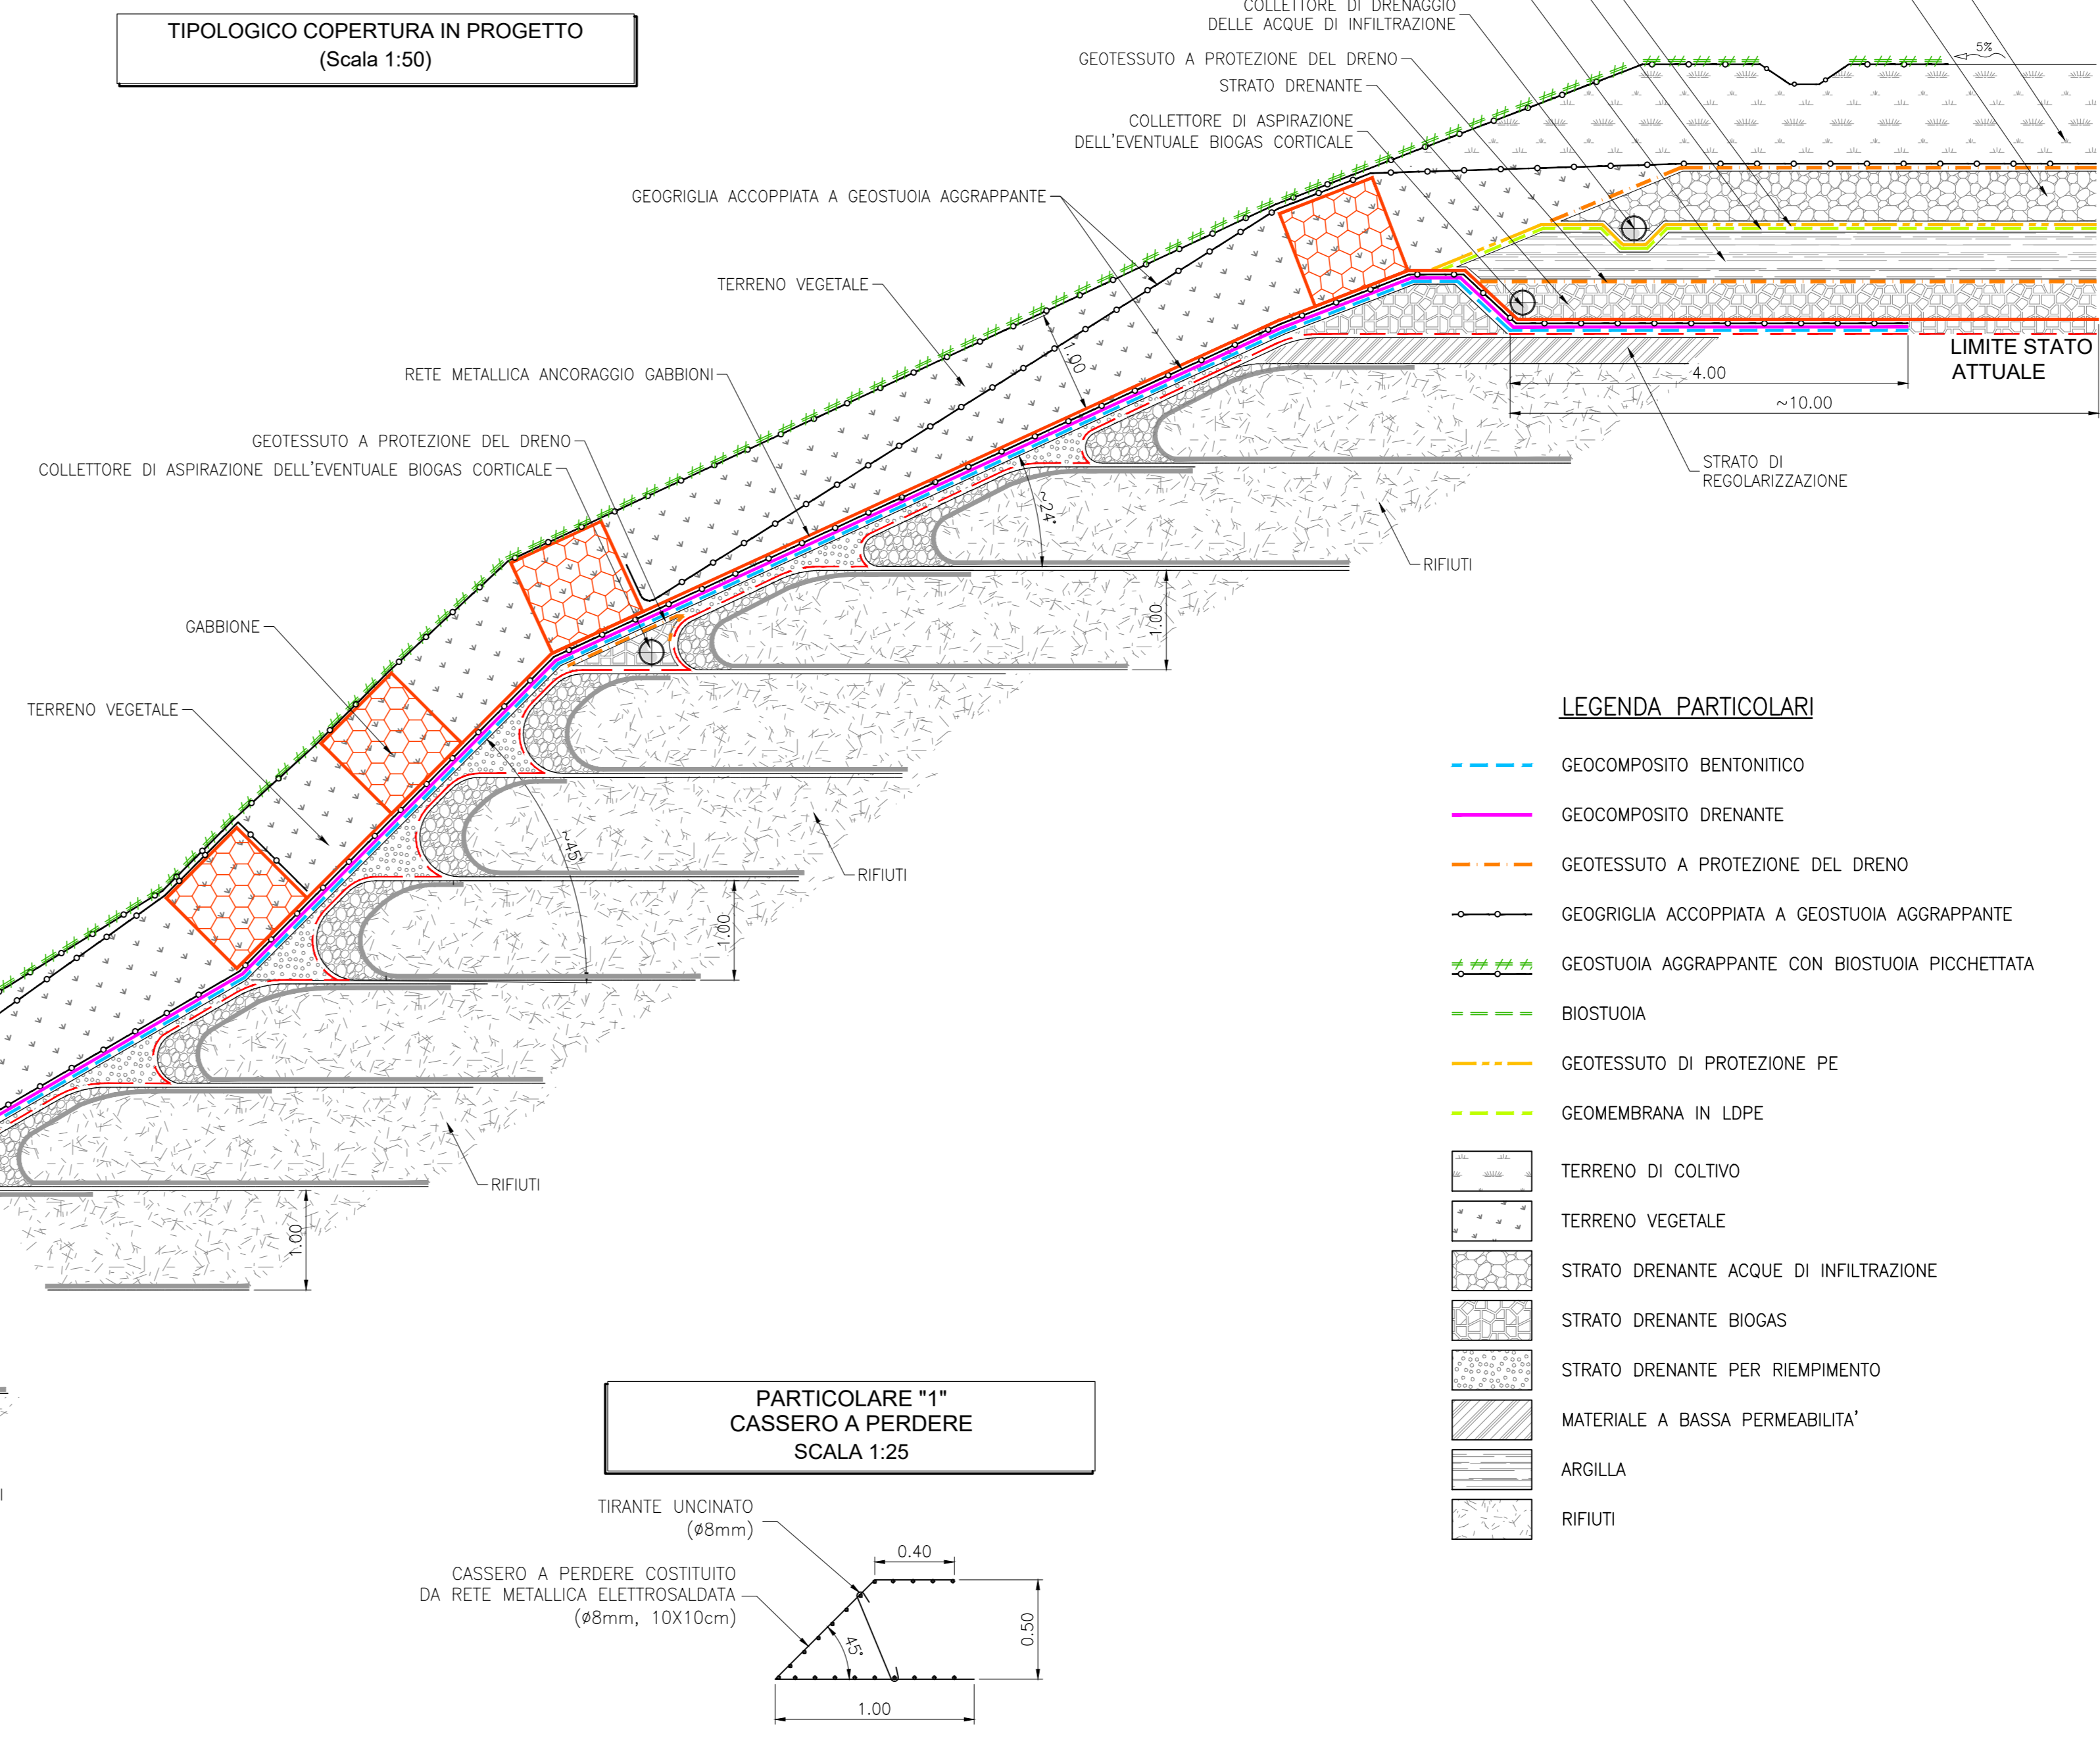 TIPOLOGICO COPERTURA IN PROGETTO
(Scala 1:50)
COLLETTORE DI DRENAGGIO
DELLE ACQUE DI INFILTRAZIONE
GEOTESSUTO A PROTEZIONE DEL DRENO
STRATO DRENANTE
COLLETTORE DI ASPIRAZIONE
DELL'EVENTUALE BIOGAS CORTICALE
GEOGRIGLIA ACCOPPIATA A GEOSTUOIA AGGRAPPANTE
TERRENO VEGETALE
RETE METALLICA ANCORAGGIO GABBIONI
GEOTESSUTO A PROTEZIONE DEL DRENO
COLLETTORE DI ASPIRAZIONE DELL'EVENTUALE BIOGAS CORTICALE
GABBIONE
TERRENO VEGETALE
5%
1.00
~24°
~45°
LIMITE STATO
ATTUALE
4.00
~10.00
STRATO DI
REGOLARIZZAZIONE
RIFIUTI
1.00
RIFIUTI
1.00
RIFIUTI
1.00
LEGENDA PARTICOLARI
GEOCOMPOSITO BENTONITICO
GEOCOMPOSITO DRENANTE
GEOTESSUTO A PROTEZIONE DEL DRENO
GEOGRIGLIA ACCOPPIATA A GEOSTUOIA AGGRAPPANTE
GEOSTUOIA AGGRAPPANTE CON BIOSTUOIA PICCHETTATA
BIOSTUOIA
GEOTESSUTO DI PROTEZIONE PE
GEOMEMBRANA IN LDPE
TERRENO DI COLTIVO
TERRENO VEGETALE
STRATO DRENANTE ACQUE DI INFILTRAZIONE
STRATO DRENANTE BIOGAS
STRATO DRENANTE PER RIEMPIMENTO
MATERIALE A BASSA PERMEABILITA'
ARGILLA
RIFIUTI
PARTICOLARE "1"
CASSERO A PERDERE
SCALA 1:25
TIRANTE UNCINATO
(ø8mm)
CASSERO A PERDERE COSTITUITO
DA RETE METALLICA ELETTROSALDATA
(ø8mm, 10X10cm)
0.40
0.50
45°
1.00